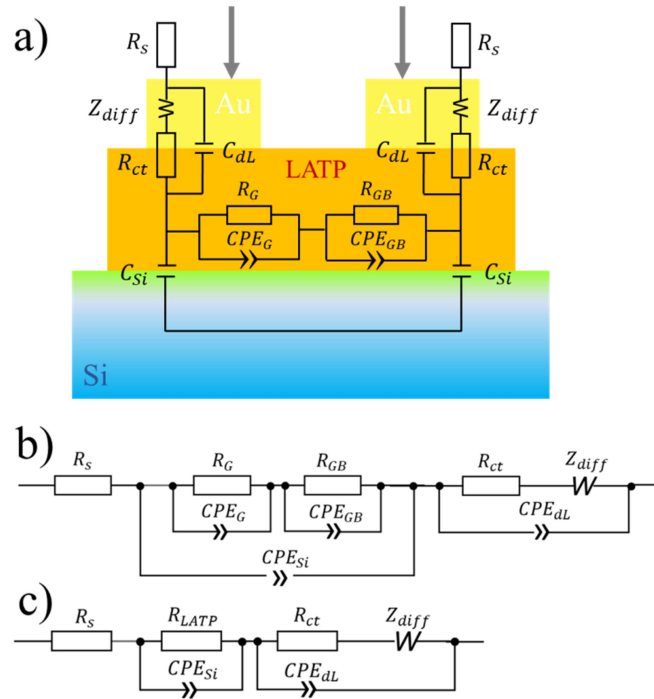 a)
R_s R_s
Au Au
Z_diff Z_diff
C_dL C_dL
R_ct R_ct
LATP
R_G R_GB
CPE_G CPE_GB
C_Si C_Si
Si
b)
R_s R_G R_GB R_ct Z_diff
CPE_G CPE_GB CPE_dL
CPE_Si
c)
R_s R_LATP R_ct Z_diff
CPE_Si CPE_dL